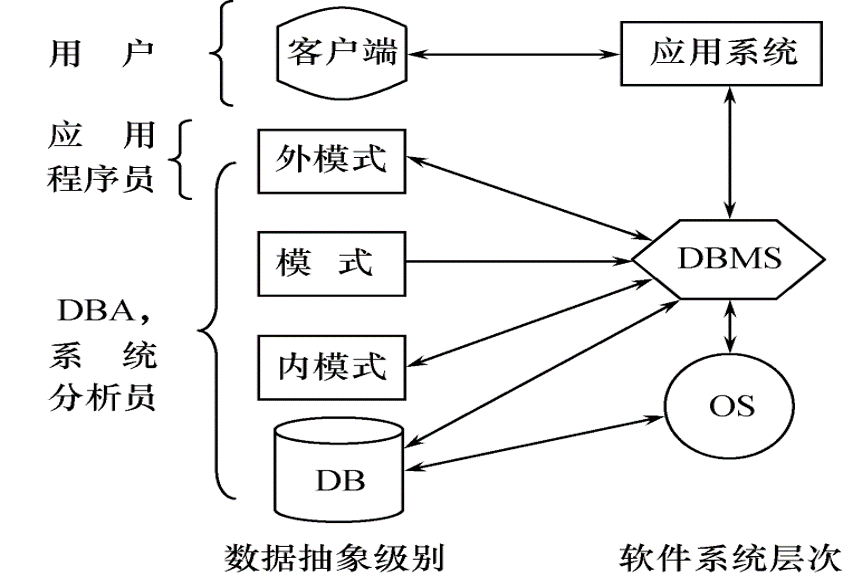 用 户
客户端
应用系统
应 用
程序员
外模式
模 式
DBMS
DBA，
系 统
分析员
内模式
OS
DB
数据抽象级别
软件系统层次